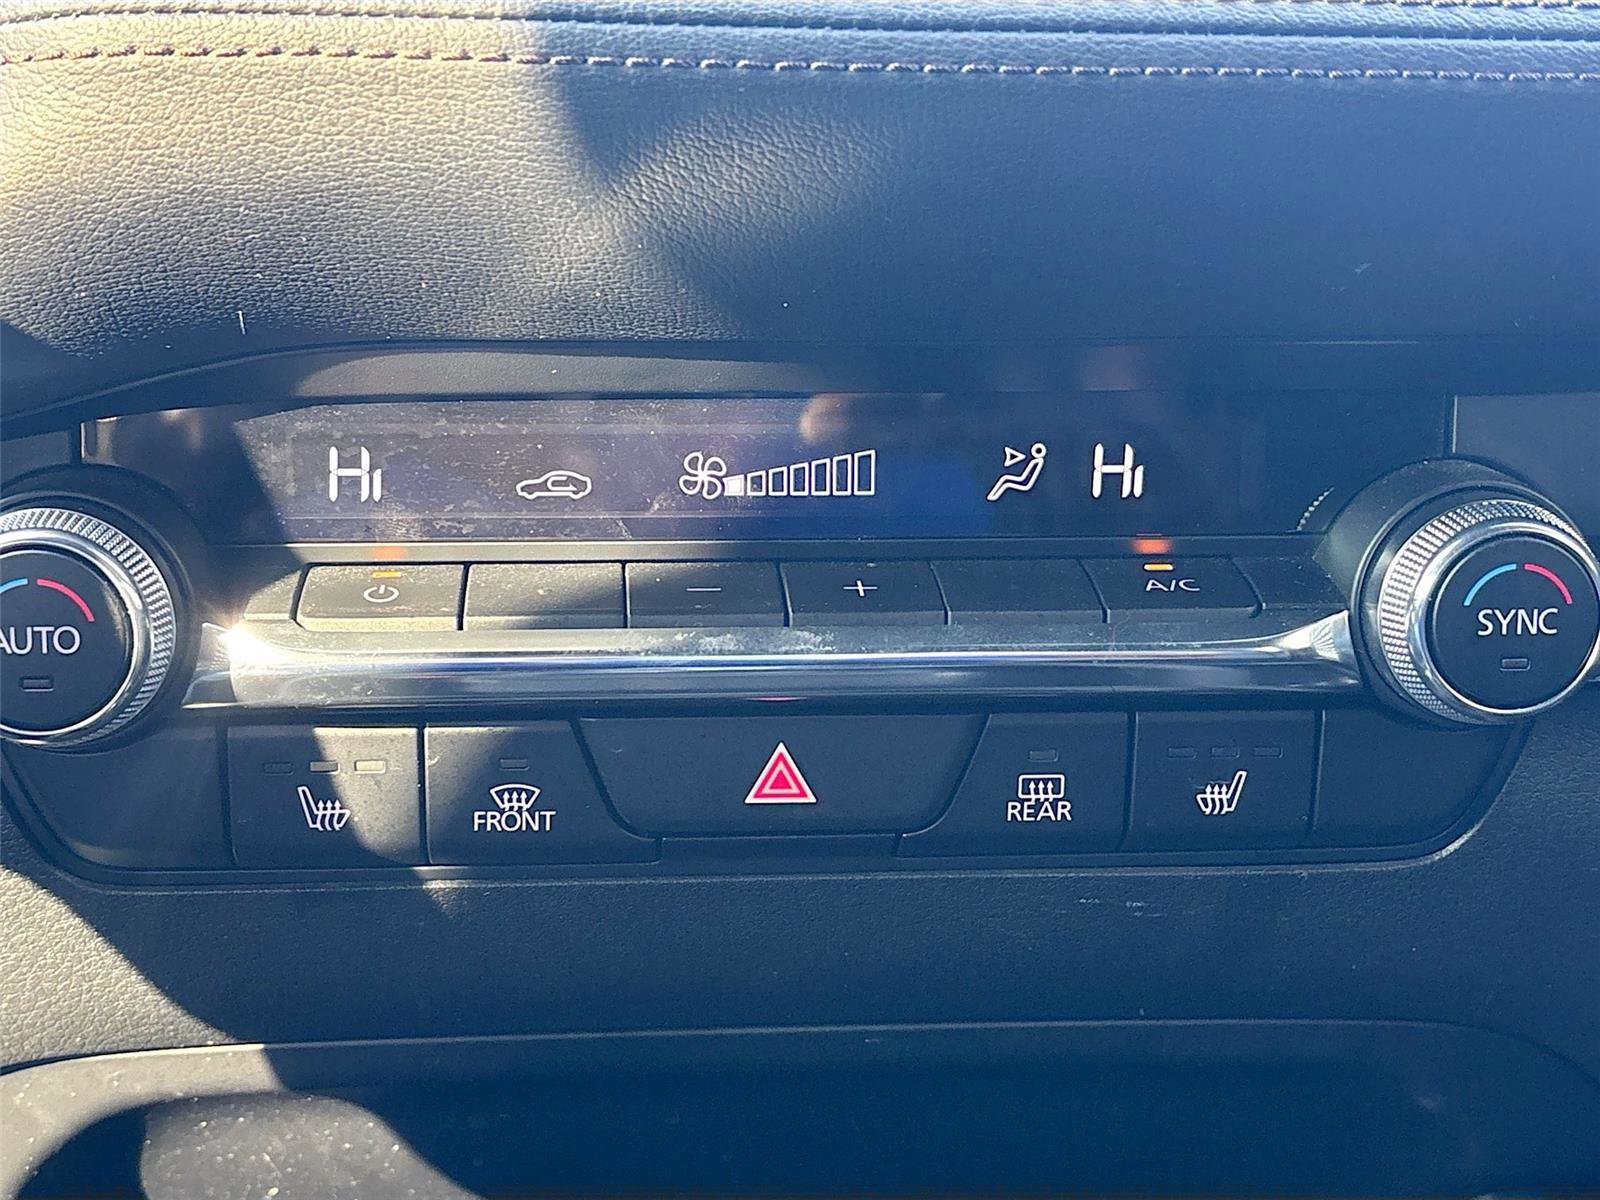 HI
HI
A/C
AUTO
SYNC
FRONT
REAR